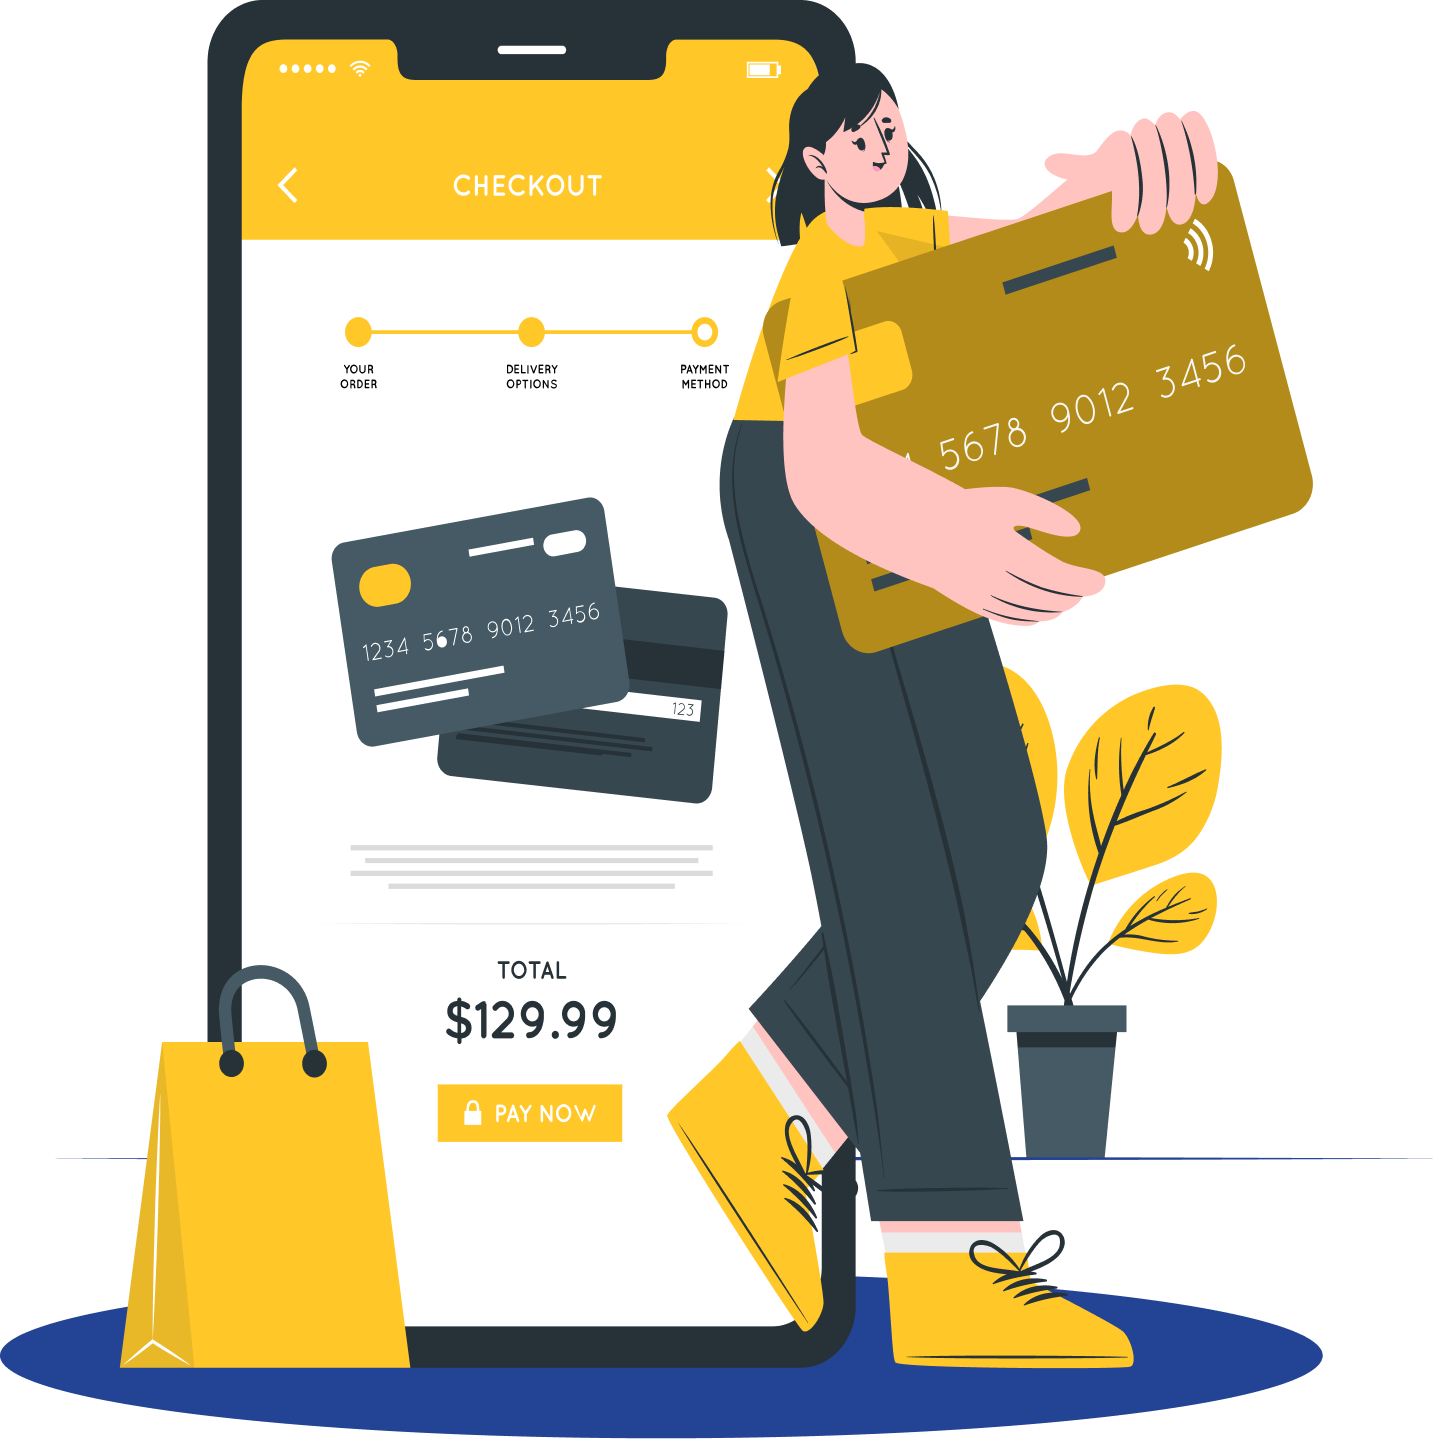 CHECKOUT
YOUR
ORDER
DELIVERY
OPTIONS
PAYMENT
METHOD
5678 9012 3456
1234 5678 9012 3456
123
TOTAL
$129.99
PAY NOW